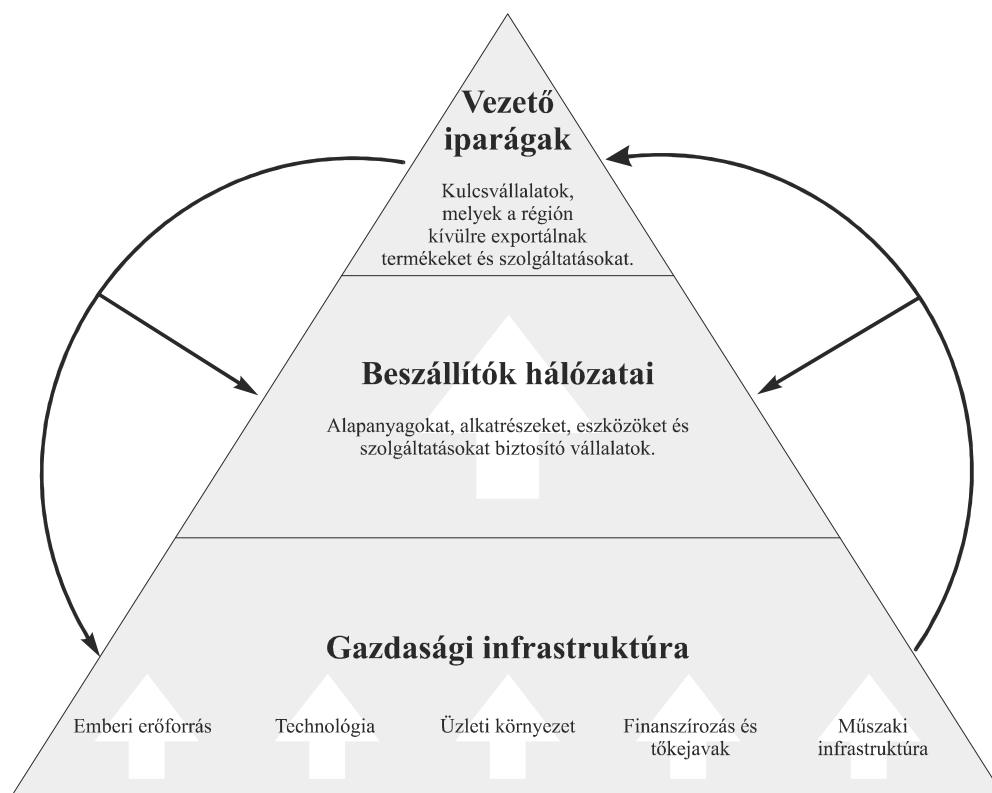 Vezető
iparágak
Kulcsvállalatok,
melyek a régión
kívülre exportálnak
termékeket és szolgáltatásokat.
Beszállítók hálózatai
Alapanyagokat, alkatrészeket, eszközöket és
szolgáltatásokat biztosító vállalatok.
Gazdasági infrastruktúra
Emberi erőforrás
Technológia
Üzleti környezet
Finanszírozás és
tőkejavak
Műszaki
infrastruktúra